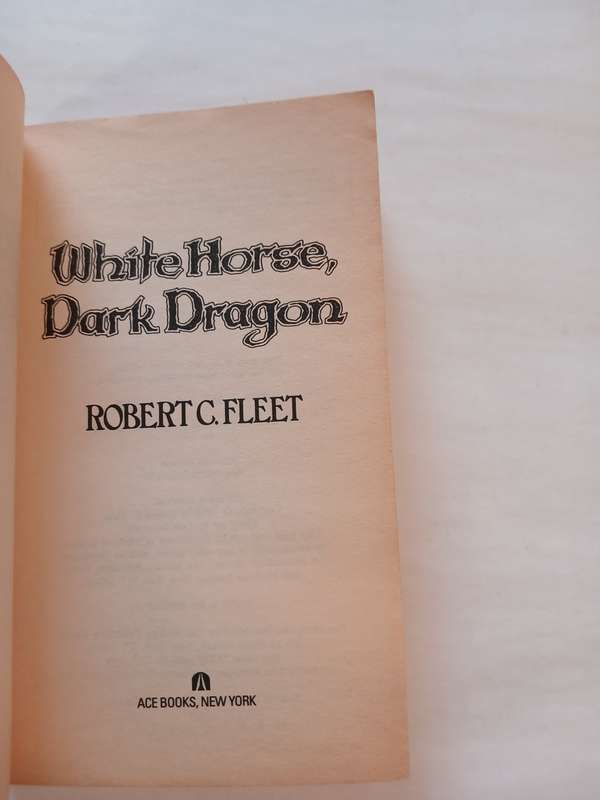 White Horse,
Dark Dragon
ROBERT C. FLEET
ACE BOOKS, NEW YORK